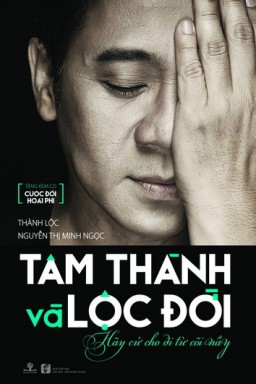 TẶNG KÈM CD
CUỘC ĐỜI
HOÀI PHÍ
THÀNH LỘC
NGUYỄN THỊ MINH NGỌC
TÂM THÀNH
và LỘC ĐỜI
Hãy cứ cho đi từ cõi này